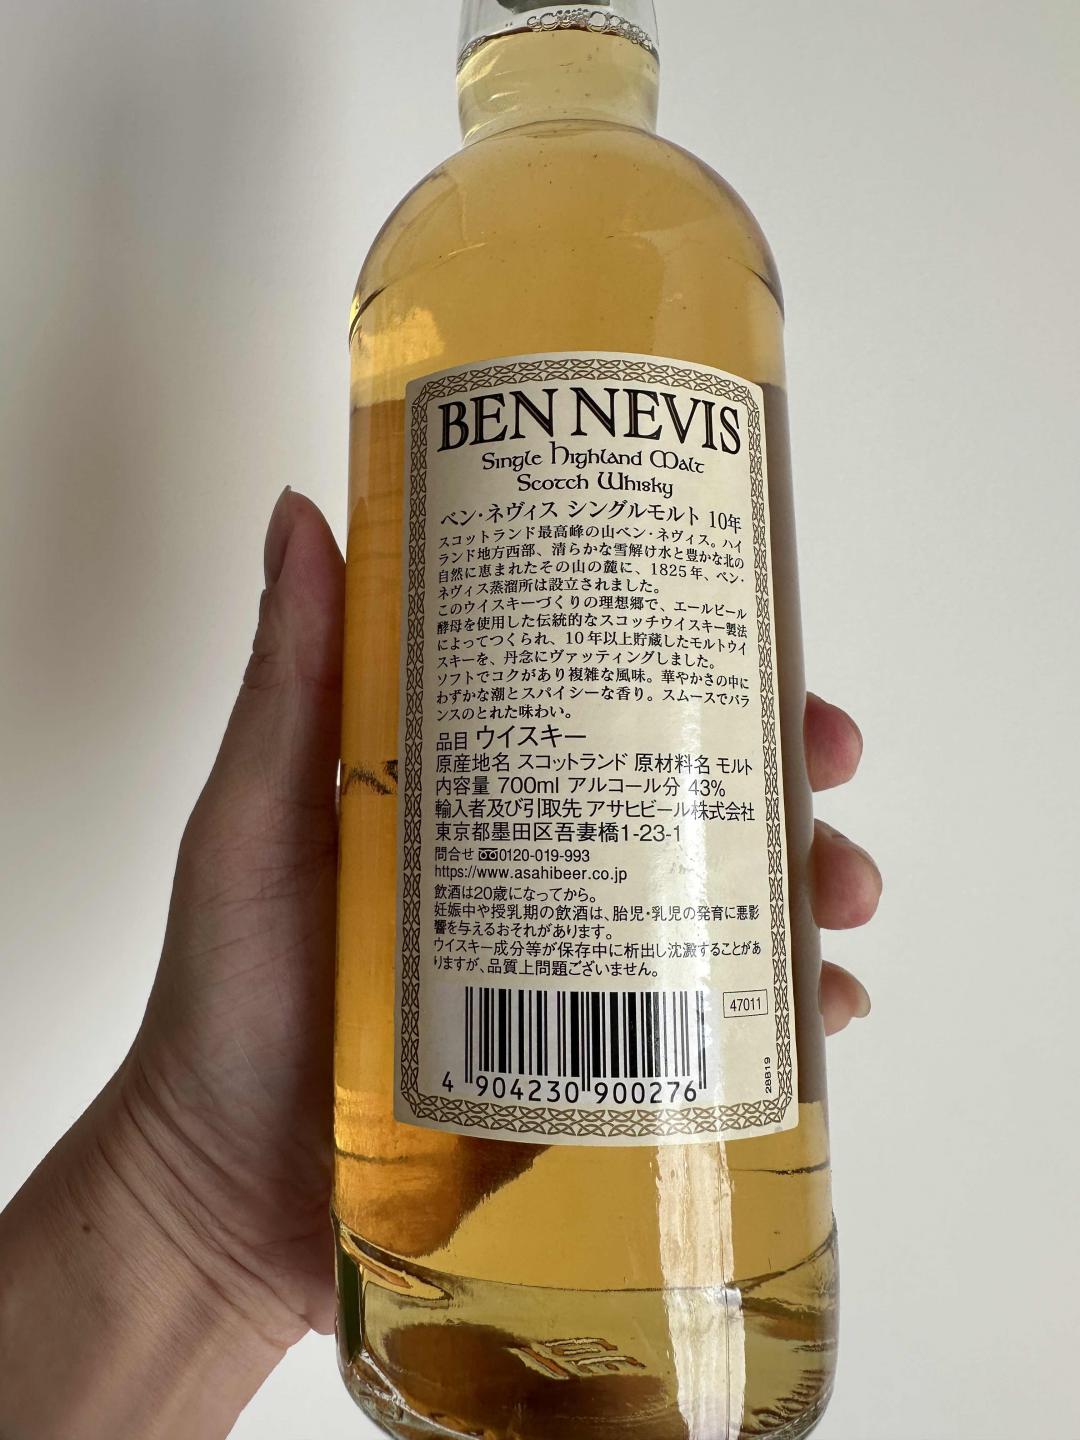 BEN NEVIS
Single Highland Malt
Scotch Whisky
ベン・ネヴィス シングルモルト 10年
スコットランド最高峰の山ベン・ネヴィス。ハイ
ランド地方西部、清らかな雪解け水と豊かな北の
自然に恵まれたその山の麓に、1825年、ベン・
ネヴィス蒸溜所は設立されました。
このウイスキーづくりの理想郷で、エールビール
酵母を使用した伝統的なスコッチウイスキー製法
によってつくられ、10年以上貯蔵したモルトウイ
スキーを、丹念にヴァッティングしました。
ソフトでコクがあり複雑な風味。華やかさの中に
わずかな潮とスパイシーな香り。スムースでバラ
ンスのとれた味わい。
品目 ウイスキー
原産地名 スコットランド 原材料名 モルト
内容量 700ml アルコール分 43%
輸入者及び引取先 アサヒビール株式会社
東京都墨田区吾妻橋1-23-1
問合せ 0120-019-993
https://www.asahibeer.co.jp
飲酒は20歳になってから。
妊娠中や授乳期の飲酒は、胎児・乳児の発育に悪影
響を与えるおそれがあります。
ウイスキー成分等が保存中に析出し沈澱することがあ
りますが、品質上問題ございません。
47011
4 904230 900276
28B19